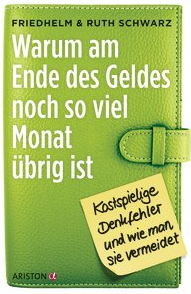 FRIEDHELM & RUTH SCHWARZ
Warum am
Ende des Geldes
noch so viel
Monat
übrig ist
Kostspielige
Denkfehler
und wie man
sie vermeidet
ARISTON